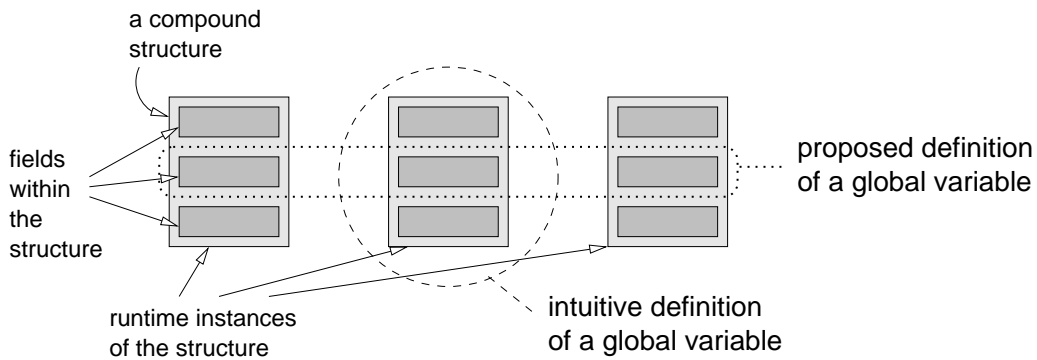 a compound
structure
fields
within
the
structure
proposed definition
of a global variable
runtime instances
of the structure
intuitive definition
of a global variable